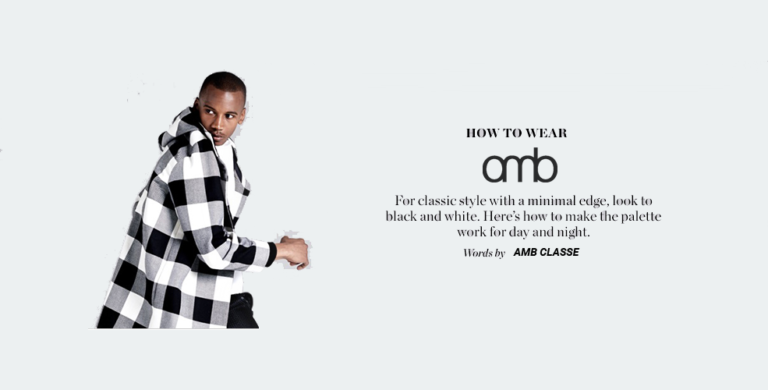 HOW TO WEAR
amb
For classic style with a minimal edge, look to
black and white. Here's how to make the palette
work for day and night.
Words by AMB CLASSE